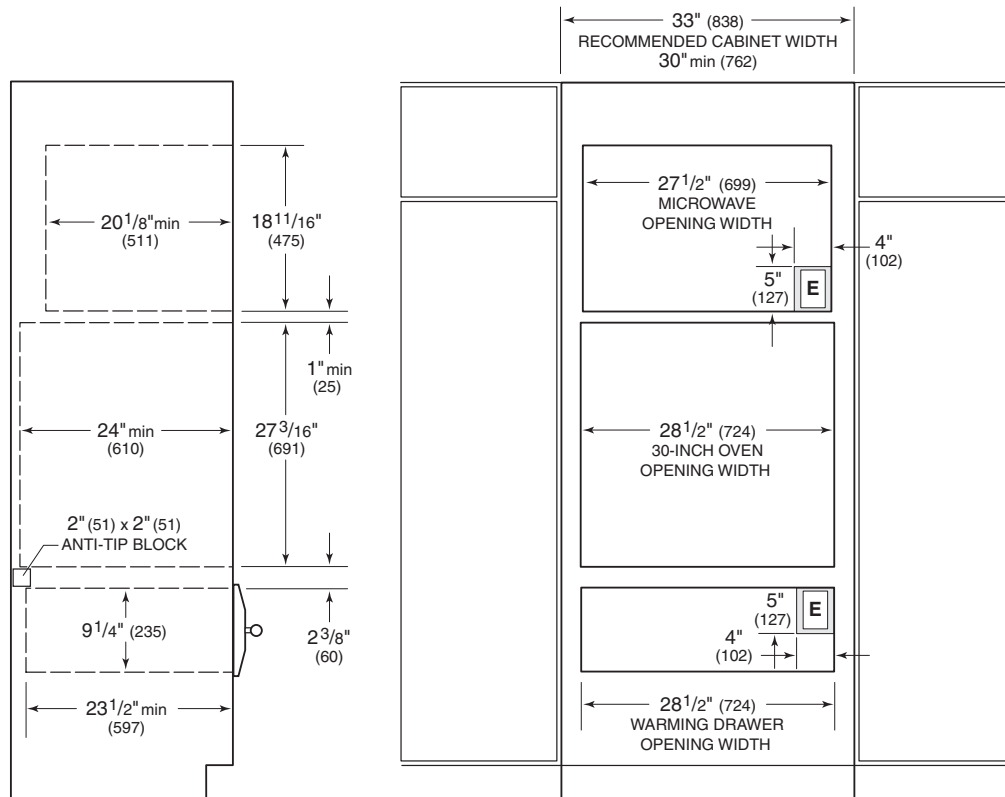 33" (838)
RECOMMENDED CABINET WIDTH
30" min (762)
20 1/8" min
(511)
18 11/16"
(475)
1" min
(25)
24" min
(610)
27 3/16"
(691)
2" (51) x 2" (51)
ANTI-TIP BLOCK
9 1/4" (235)
2 3/8"
(60)
23 1/2" min
(597)
27 1/2" (699)
MICROWAVE
OPENING WIDTH
4"
(102)
5"
(127)
E
28 1/2" (724)
30-INCH OVEN
OPENING WIDTH
5"
(127)
E
4"
(102)
28 1/2" (724)
WARMING DRAWER
OPENING WIDTH